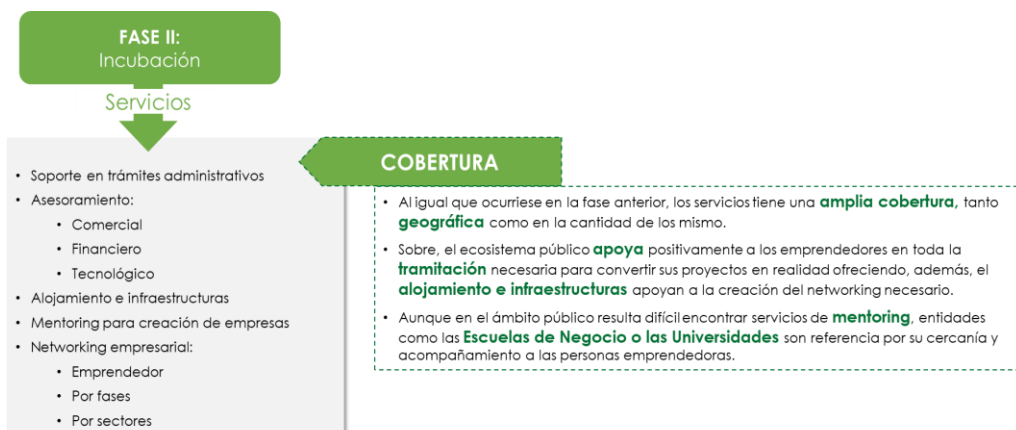 FASE II:
Incubación
Servicios
• Soporte en trámites administrativos
• Asesoramiento:
• Comercial
• Financiero
• Tecnológico
• Alojamiento e infraestructuras
• Mentoring para creación de empresas
• Networking empresarial:
• Emprendedor
• Por fases
• Por sectores
COBERTURA
• Al igual que ocurriese en la fase anterior, los servicios tiene una amplia cobertura, tanto
geográfica como en la cantidad de los mismo.
• Sobre, el ecosistema público apoya positivamente a los emprendedores en toda la
tramitación necesaria para convertir sus proyectos en realidad ofreciendo, además, el
alojamiento e infraestructuras apoyan a la creación del networking necesario.
• Aunque en el ámbito público resulta difícil encontrar servicios de mentoring, entidades
como las Escuelas de Negocio o las Universidades son referencia por su cercanía y
acompañamiento a las personas emprendedoras.